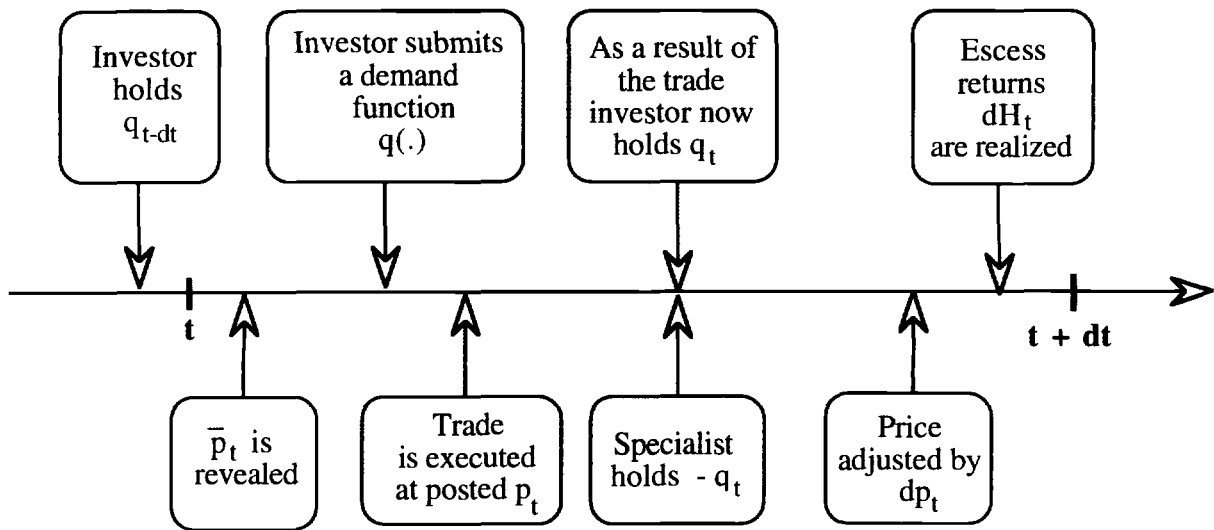 Investor
holds
q_{t-dt}
Investor submits
a demand
function
q(.)
As a result of
the trade
investor now
holds q_t
Escess
returns
dH_t
are realized
t
t + dt
p̅_t is
revealed
Trade
is executed
at posted p_t
Specialist
holds - q_t
Price
adjusted by
dp_t